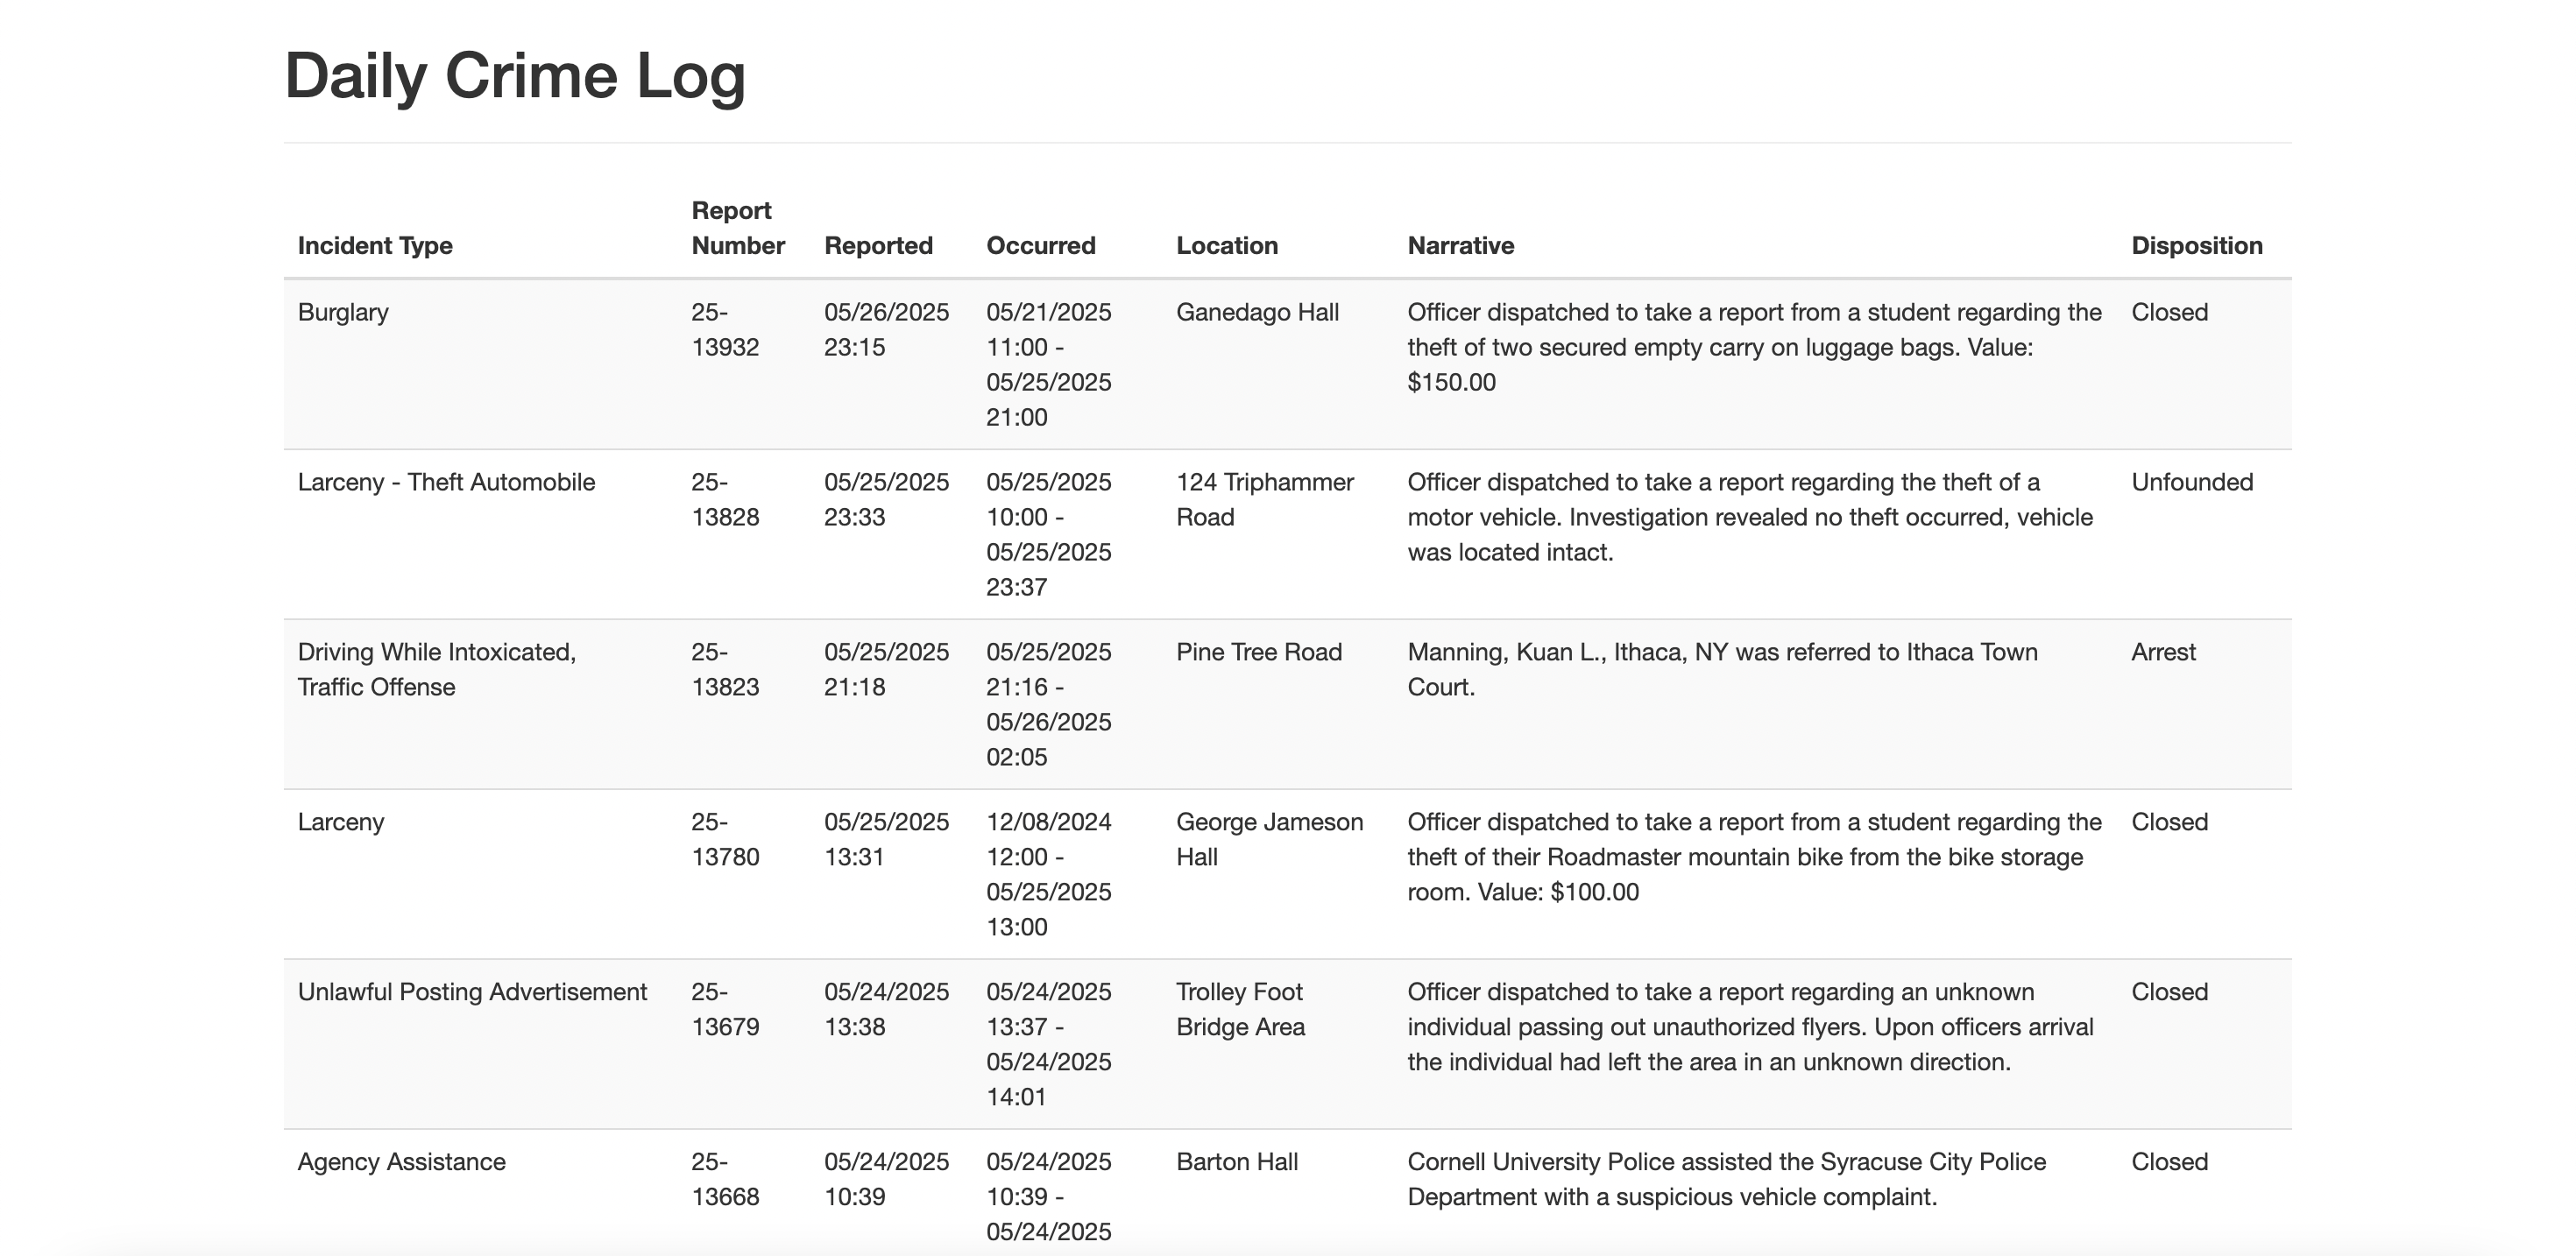 Daily Crime Log
Incident Type
Report
Number
Reported
Occurred
Location
Narrative
Disposition
Burglary
25-
13932
05/26/2025
23:15
05/21/2025
11:00 -
05/25/2025
21:00
Ganedago Hall
Officer dispatched to take a report from a student regarding the
theft of two secured empty carry on luggage bags. Value:
$150.00
Closed
Larceny - Theft Automobile
25-
13828
05/25/2025
23:33
05/25/2025
10:00 -
05/25/2025
23:37
124 Triphammer
Road
Officer dispatched to take a report regarding the theft of a
motor vehicle. Investigation revealed no theft occurred, vehicle
was located intact.
Unfounded
Driving While Intoxicated,
Traffic Offense
25-
13823
05/25/2025
21:18
05/25/2025
21:16 -
05/26/2025
02:05
Pine Tree Road
Manning, Kuan L., Ithaca, NY was referred to Ithaca Town
Court.
Arrest
Larceny
25-
13780
05/25/2025
13:31
12/08/2024
12:00 -
05/25/2025
13:00
George Jameson
Hall
Officer dispatched to take a report from a student regarding the
theft of their Roadmaster mountain bike from the bike storage
room. Value: $100.00
Closed
Unlawful Posting Advertisement
25-
13679
05/24/2025
13:38
05/24/2025
13:37 -
05/24/2025
14:01
Trolley Foot
Bridge Area
Officer dispatched to take a report regarding an unknown
individual passing out unauthorized flyers. Upon officers arrival
the individual had left the area in an unknown direction.
Closed
Agency Assistance
25-
13668
05/24/2025
10:39
05/24/2025
10:39 -
05/24/2025
Barton Hall
Cornell University Police assisted the Syracuse City Police
Department with a suspicious vehicle complaint.
Closed